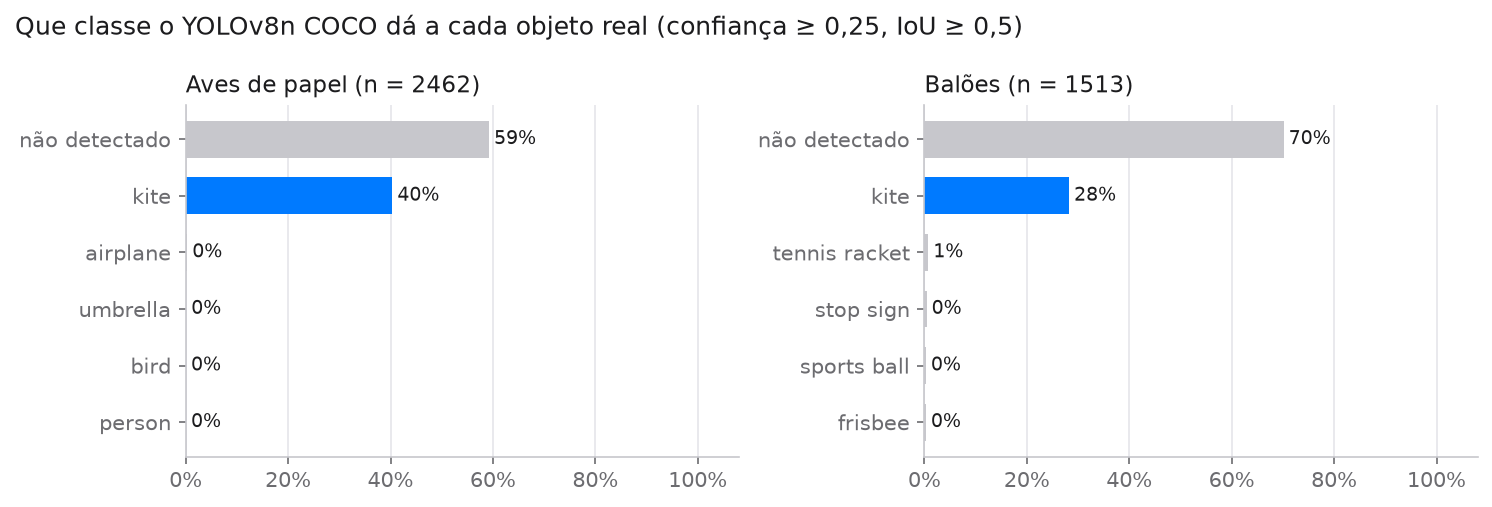 Que classe o YOLOv8n COCO dá a cada objeto real (confiança ≥ 0,25, IoU ≥ 0,5)
Aves de papel (n = 2462)
não detectado 59%
kite 40%
airplane 0%
umbrella 0%
bird 0%
person 0%
0% 20% 40% 60% 80% 100%
Balões (n = 1513)
não detectado 70%
kite 28%
tennis racket 1%
stop sign 0%
sports ball 0%
frisbee 0%
0% 20% 40% 60% 80% 100%